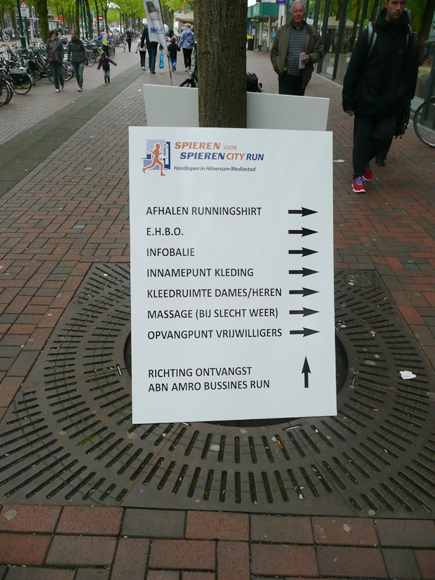 SPIEREN VOOR
SPIEREN CITY RUN
Hardlopen in Hilversum Mediastad
AFHALEN RUNNINGSHIRT
E.H.B.O.
INFOBALIE
INNAMEPUNT KLEDING
KLEEDRUIMTE DAMES/HEREN
MASSAGE (BIJ SLECHT WEER)
OPVANGPUNT VRIJWILLIGERS
RICHTING ONTVANGST
ABN AMRO BUSSINES RUN